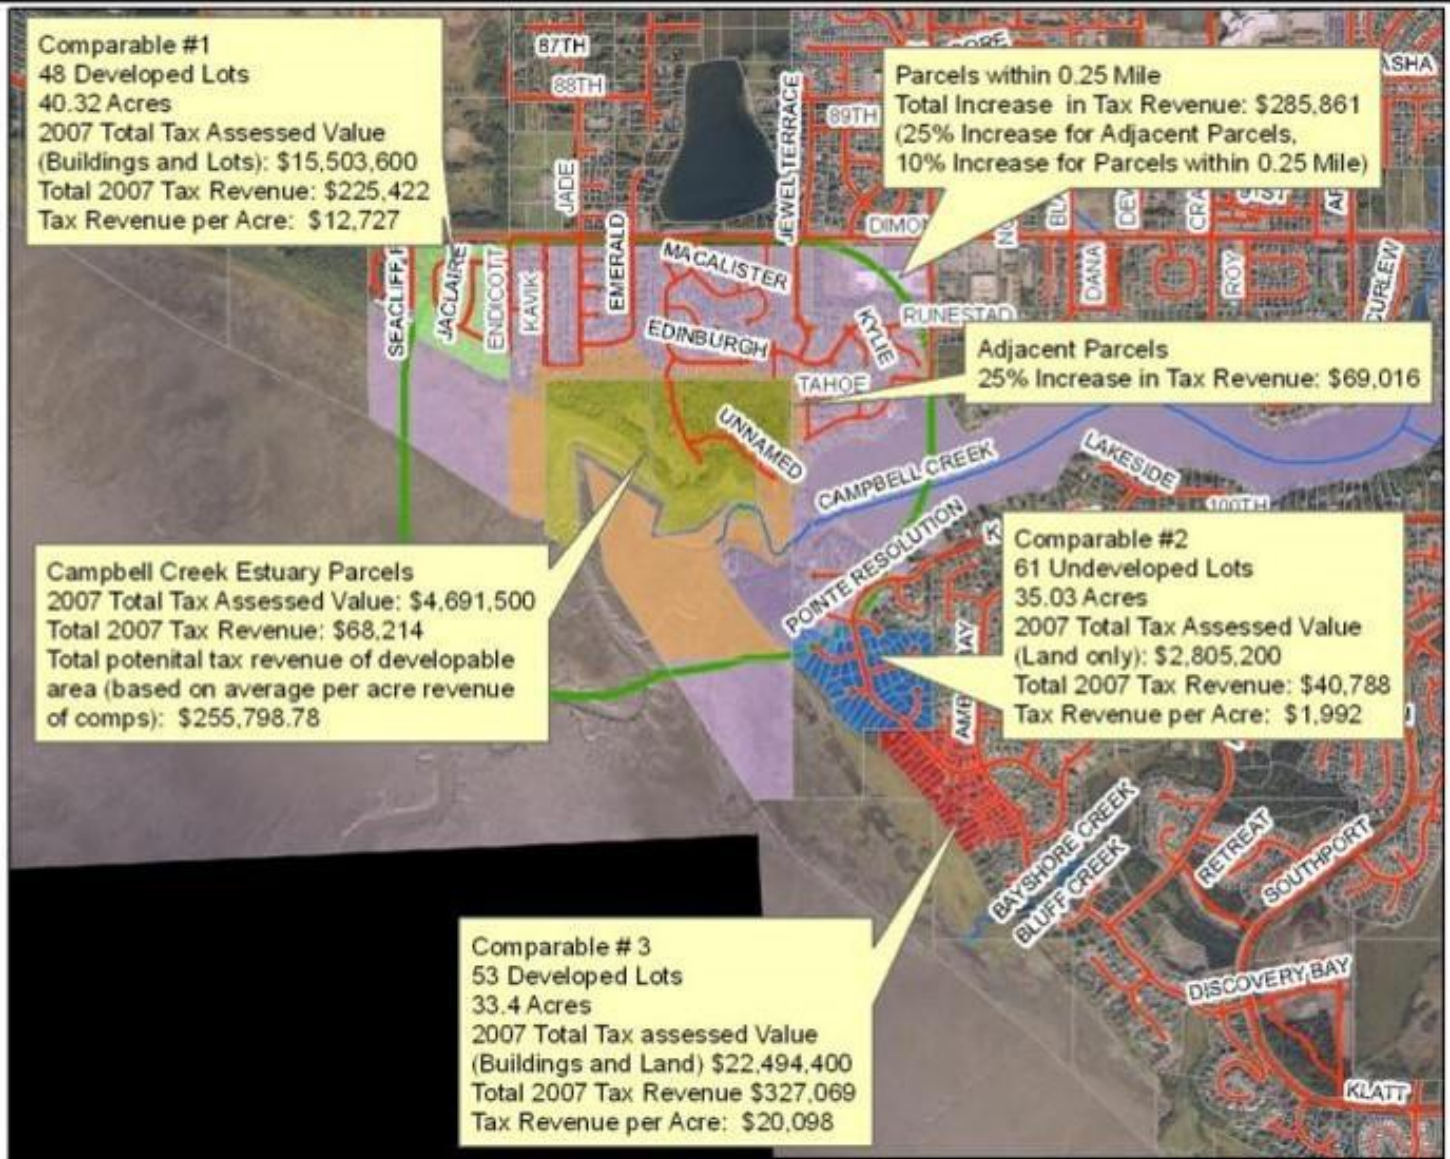 Comparable #1
48 Developed Lots
40.32 Acres
2007 Total Tax Assessed Value
(Buildings and Lots): $15,503,600
Total 2007 Tax Revenue: $225,422
Tax Revenue per Acre: $12,727
87TH
88TH
JADE
EMERALD
JEWEL TERRACE
89TH
Parcels within 0.25 Mile
Total Increase in Tax Revenue: $285,861
(25% Increase for Adjacent Parcels,
10% Increase for Parcels within 0.25 Mile)
SEACLIFF
JACLAIRE
ENDICOTT
KAVIK
MACALISTER
EDINBURGH
KYLIE
RUNESTAD
DANA
ROY
CURLEW
TAHOE
UNNAMED
Adjacent Parcels
25% Increase in Tax Revenue: $69,016
CAMPBELL CREEK
LAKESIDE
100TH
POINTE RESOLUTION
Campbell Creek Estuary Parcels
2007 Total Tax Assessed Value: $4,691,500
Total 2007 Tax Revenue: $68,214
Total potenital tax revenue of developable
area (based on average per acre revenue
of comps): $255,798.78
Comparable #2
61 Undeveloped Lots
35.03 Acres
2007 Total Tax Assessed Value
(Land only): $2,805,200
Total 2007 Tax Revenue: $40,788
Tax Revenue per Acre: $1,992
BAYSHORE CREEK
BLUFF CREEK
RETREAT
SOUTHPORT
DISCOVERY BAY
KLATT
Comparable # 3
53 Developed Lots
33.4 Acres
2007 Total Tax assessed Value
(Buildings and Land) $22,494,400
Total 2007 Tax Revenue $327,069
Tax Revenue per Acre: $20,098